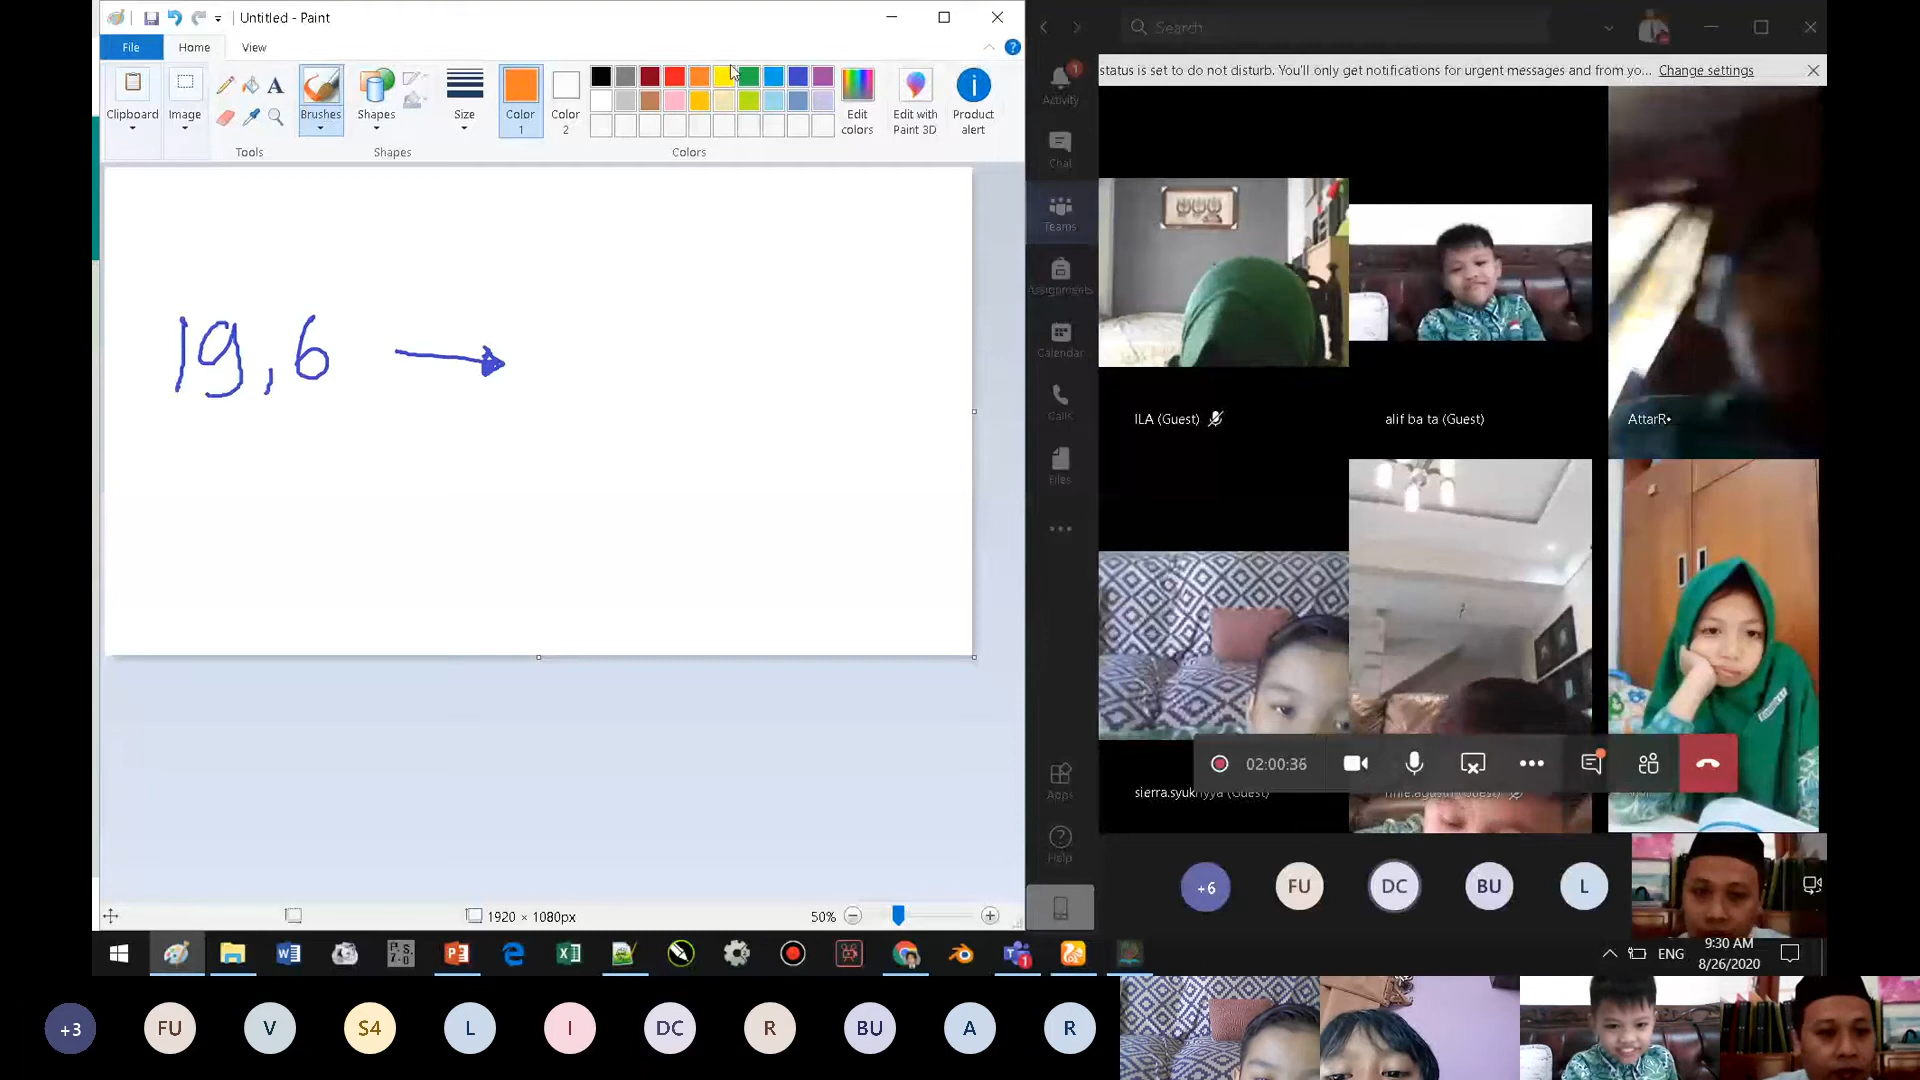 Untitled - Paint
File
Home
View
Clipboard
Image
Tools
Brushes
Shapes
Shapes
Size
Color 1
Color 2
Colors
Edit colors
Edit with Paint 3D
Product alert
19,6
1920 × 1080px
50%
Search
status is set to do not disturb. You'll only get notifications for urgent messages and from yo...
Change settings
Activity
1
Chat
Teams
Assignments
Calendar
Calls
Files
Apps
Help
ILA (Guest)
alif ba ta (Guest)
AttarR•
02:00:36
+6
FU
DC
BU
L
ENG
9:30 AM
8/26/2020
+3
FU
V
S4
L
I
DC
R
BU
A
R